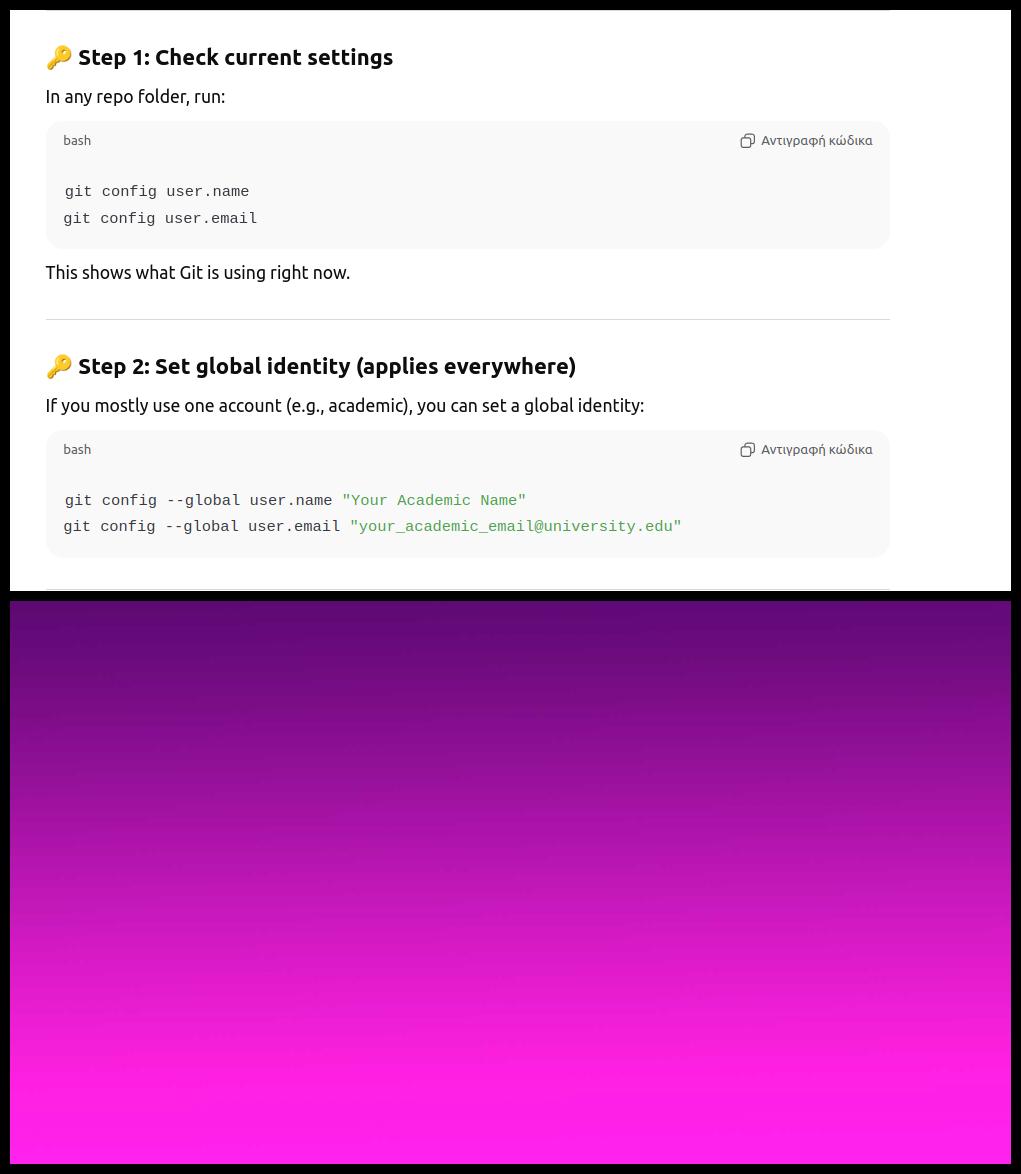 🔑 Step 1: Check current settings
In any repo folder, run:
bash
Αντιγραφή κώδικα
git config user.name
git config user.email
This shows what Git is using right now.
🔑 Step 2: Set global identity (applies everywhere)
If you mostly use one account (e.g., academic), you can set a global identity:
bash
Αντιγραφή κώδικα
git config --global user.name "Your Academic Name"
git config --global user.email "your_academic_email@university.edu"